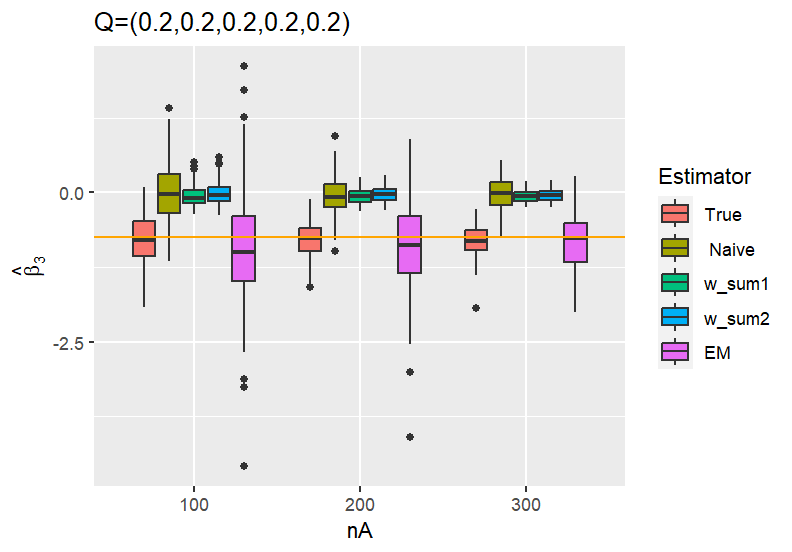 Q=(0.2,0.2,0.2,0.2,0.2)
0.0
-2.5
β̂₃
100
200
300
nA
Estimator
True
Naive
w_sum1
w_sum2
EM